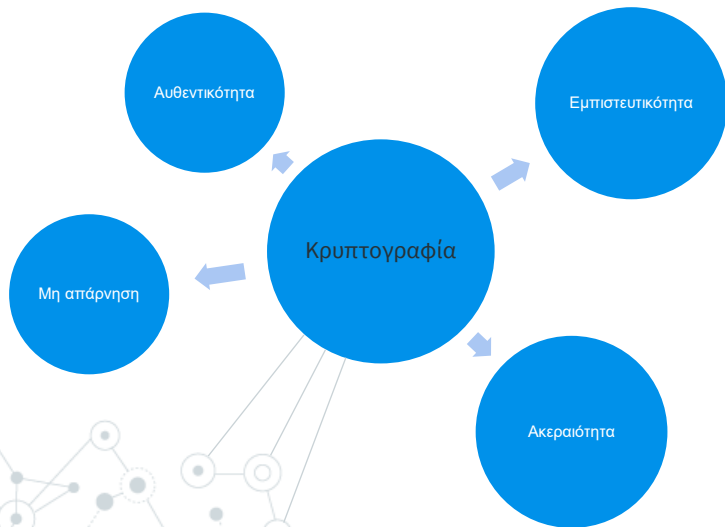 Αυθεντικότητα
Εμπιστευτικότητα
Κρυπτογραφία
Μη απάρνηση
Ακεραιότητα